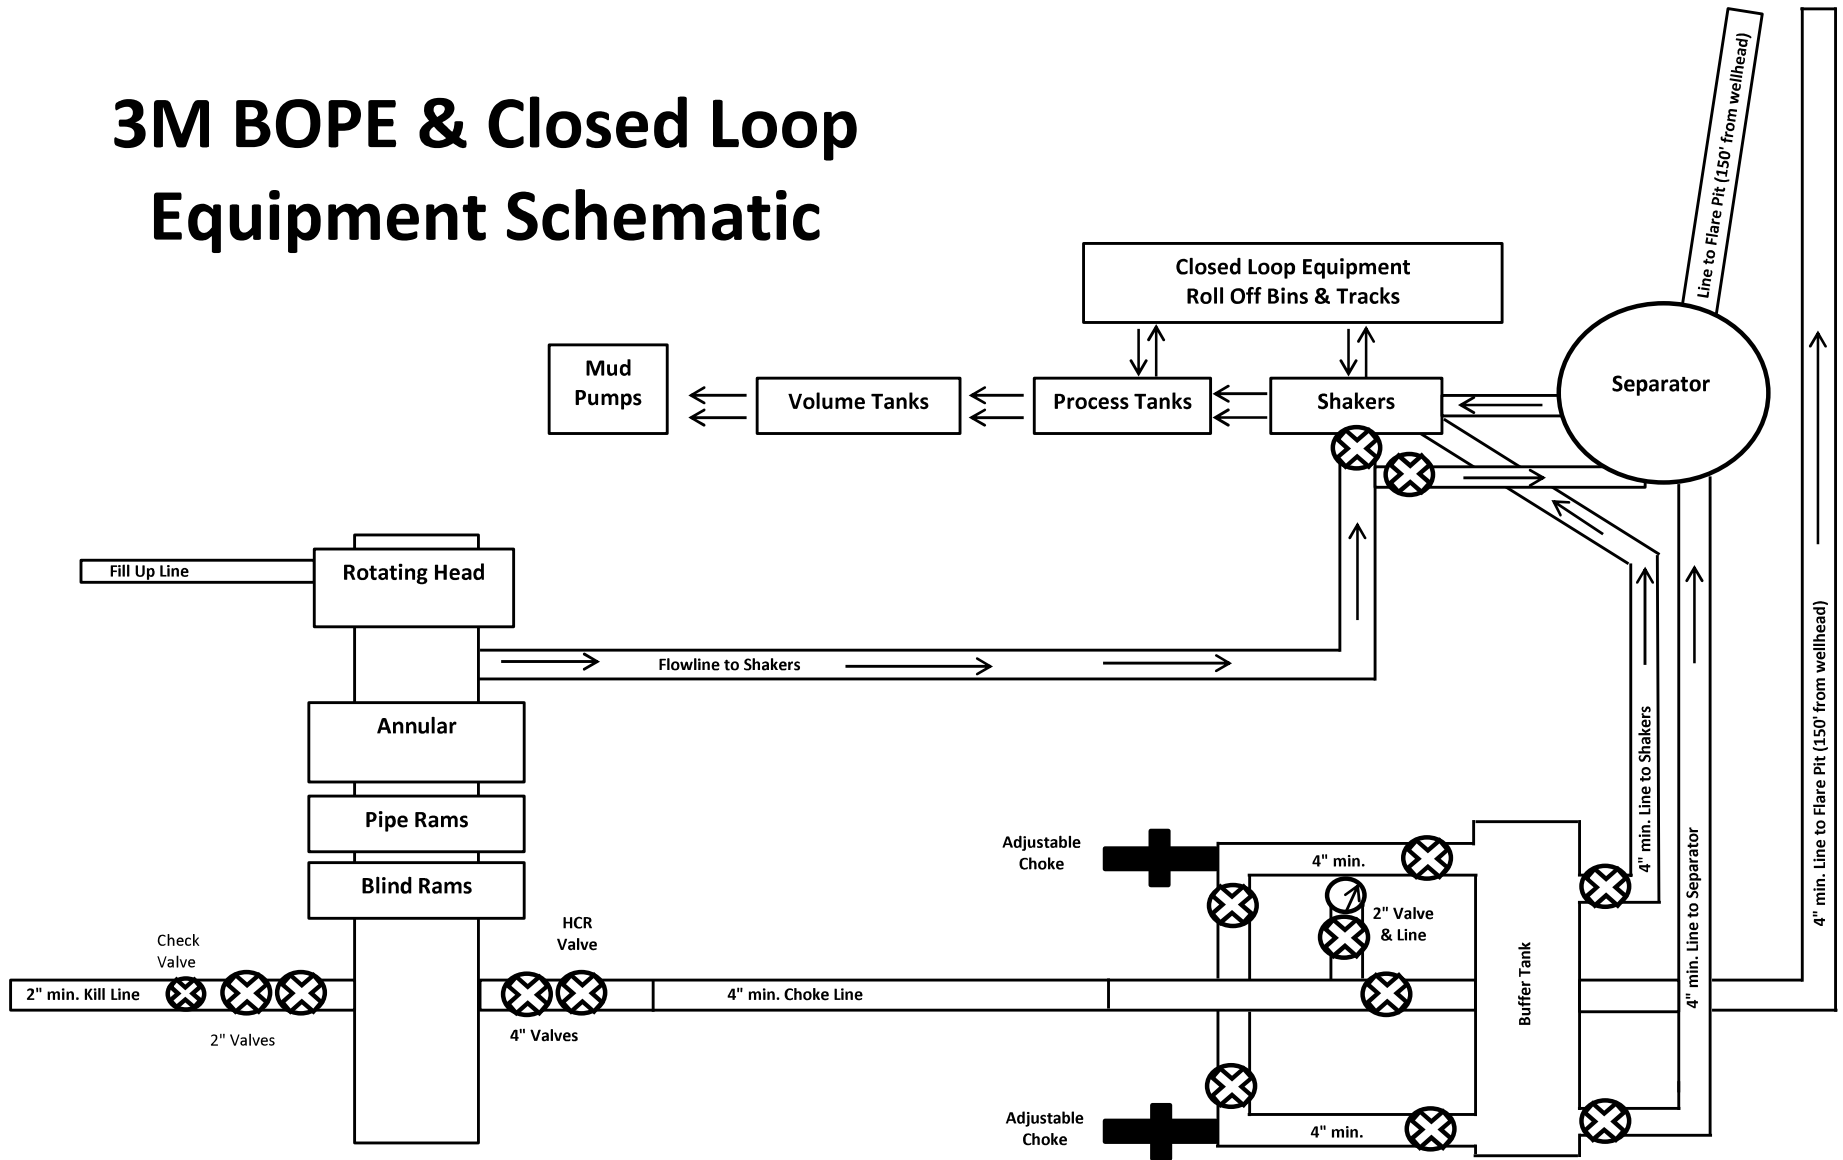 3M BOPE & Closed Loop
Equipment Schematic
Line to Flare Pit (150' from wellhead)
Closed Loop Equipment
Roll Off Bins & Tracks
Mud
Pumps
Volume Tanks
Process Tanks
Shakers
Separator
Fill Up Line
Rotating Head
Flowline to Shakers
Annular
Pipe Rams
Blind Rams
Check
Valve
2" min. Kill Line
2" Valves
HCR
Valve
4" Valves
4" min. Choke Line
Adjustable
Choke
4" min.
2" Valve
& Line
Adjustable
Choke
4" min.
Buffer Tank
4" min. Line to Shakers
4" min. Line to Separator
4" min. Line to Flare Pit (150' from wellhead)